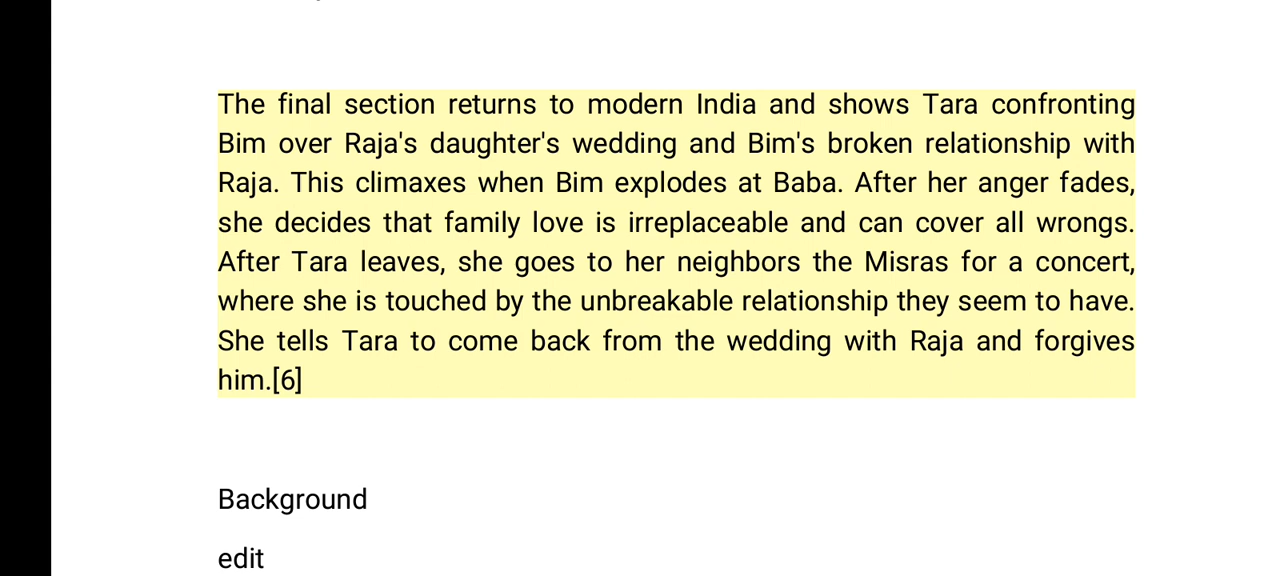 The final section returns to modern India and shows Tara confronting
Bim over Raja's daughter's wedding and Bim's broken relationship with
Raja. This climaxes when Bim explodes at Baba. After her anger fades,
she decides that family love is irreplaceable and can cover all wrongs.
After Tara leaves, she goes to her neighbors the Misras for a concert,
where she is touched by the unbreakable relationship they seem to have.
She tells Tara to come back from the wedding with Raja and forgives
him.[6]
Background
edit